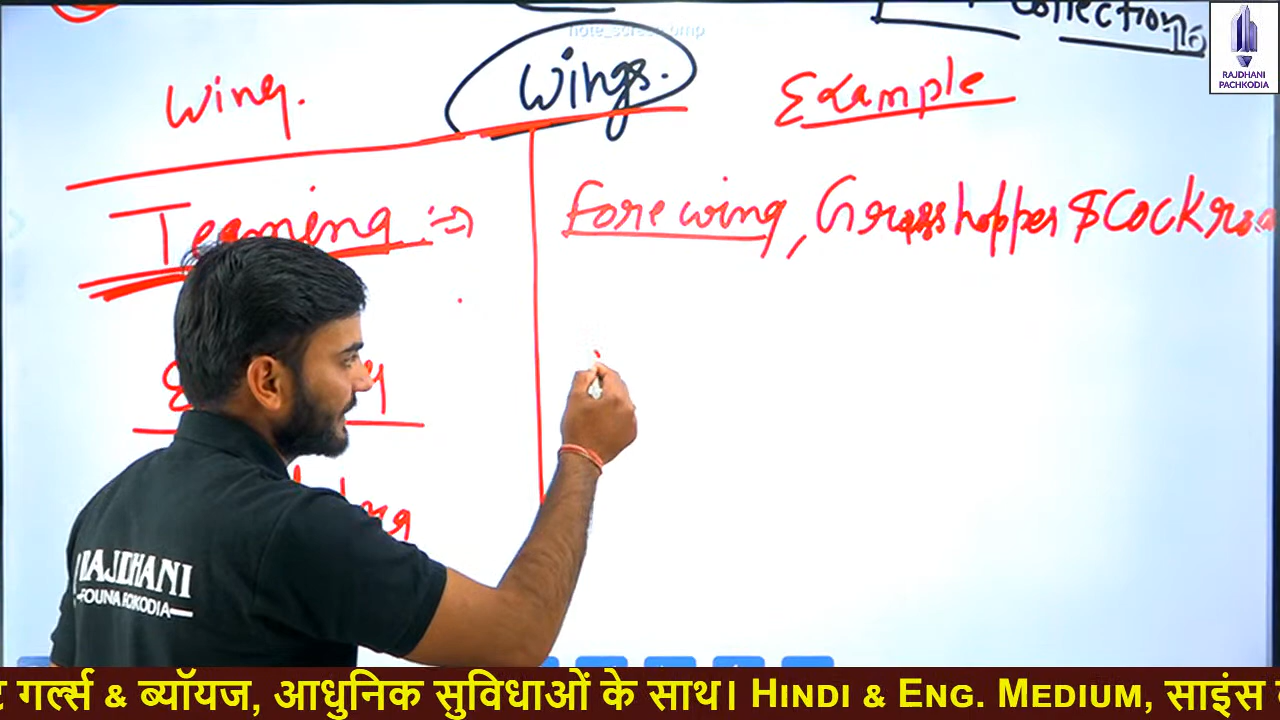 Collection
RAJDHANI
PACHKODIA
Wings.
Wing.
Example
Tegmina :→
Forewing, Grasshopper & Cockroa
RAJDHANI
गर्ल्स & ब्यॉयज, आधुनिक सुविधाओं के साथ। HINDI & ENG. MEDIUM, साइंस